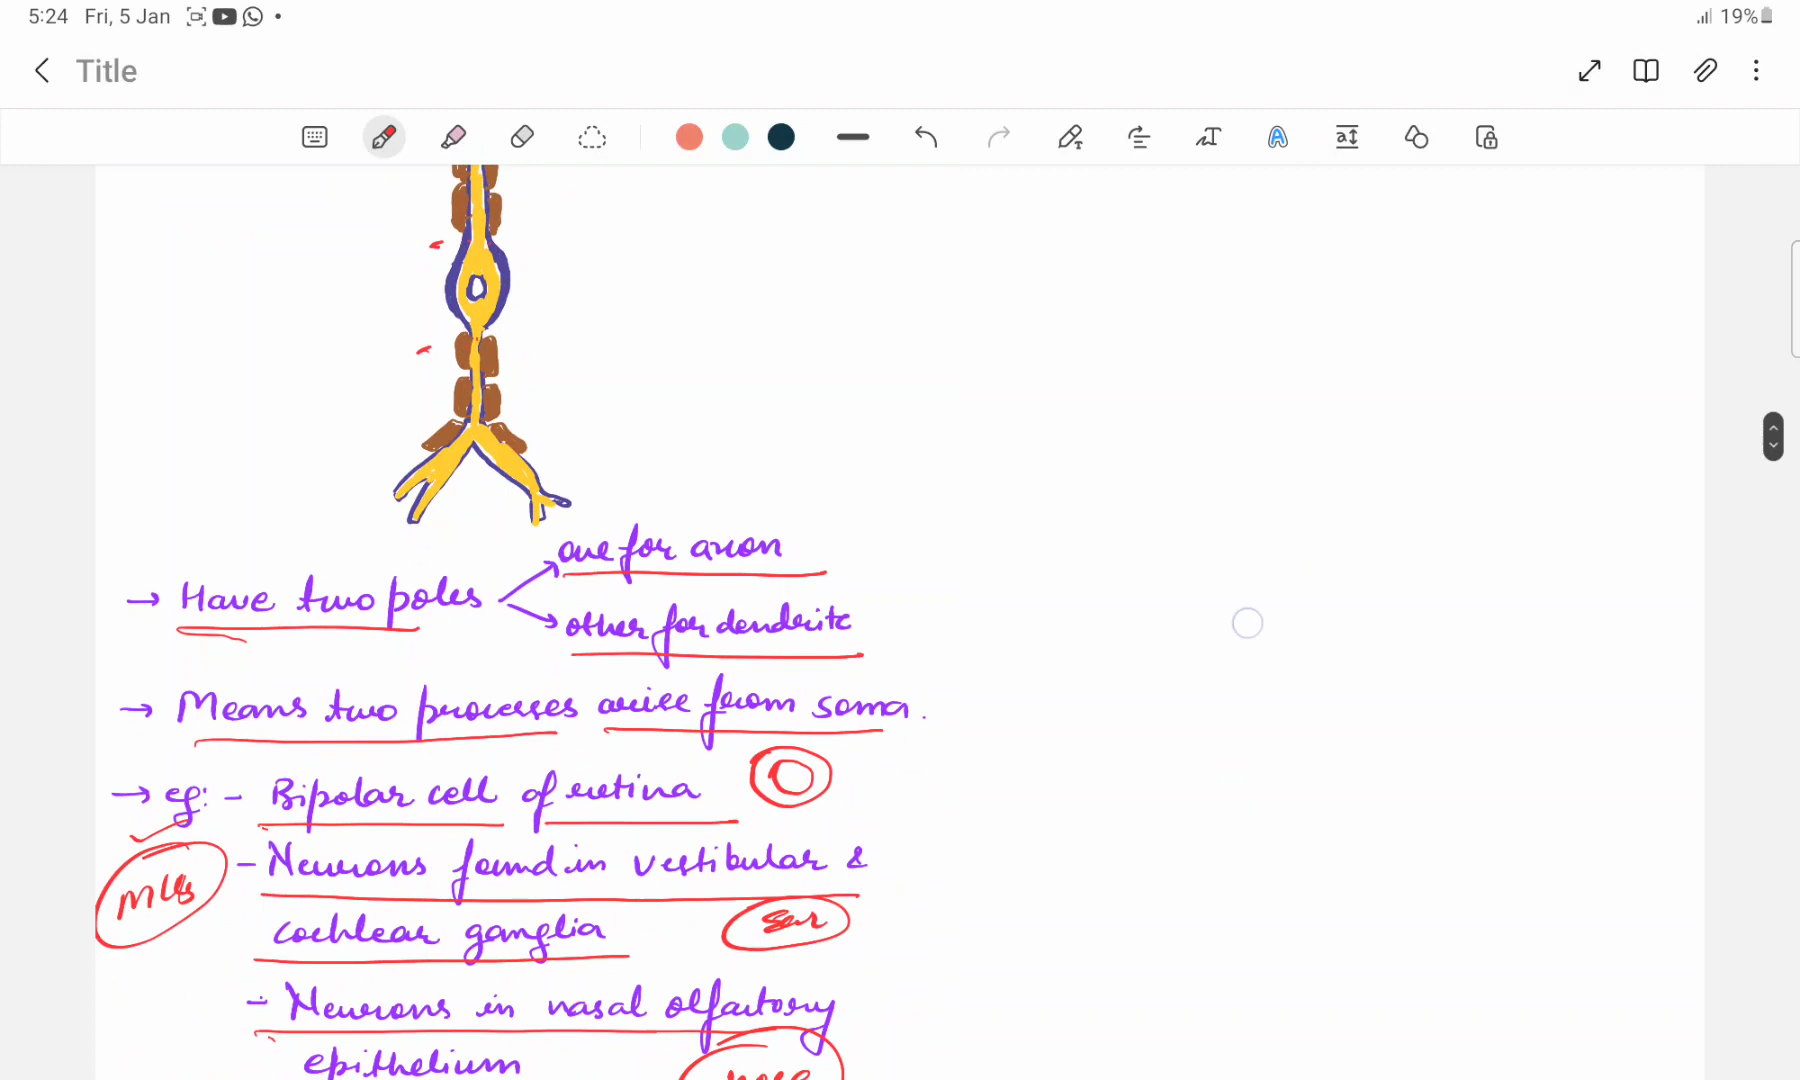 5:24 Fri, 5 Jan
19%
Title
one for axon
→ Have two poles
other for dendrite
→ Means two processes arise from soma.
→ eg: - Bipolar cell of retina
- Neurons found in vestibular &
MCQs
cochlear ganglia
- Neurons in nasal olfactory
epithelium
nose